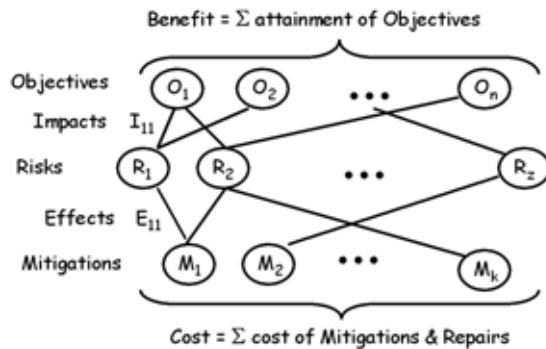 Benefit = Σ attainment of Objectives
Objectives O₁ O₂ ••• Oₙ
Impacts I₁₁
Risks R₁ R₂ ••• R_z
Effects E₁₁
Mitigations M₁ M₂ ••• Mₖ
Cost = Σ cost of Mitigations & Repairs